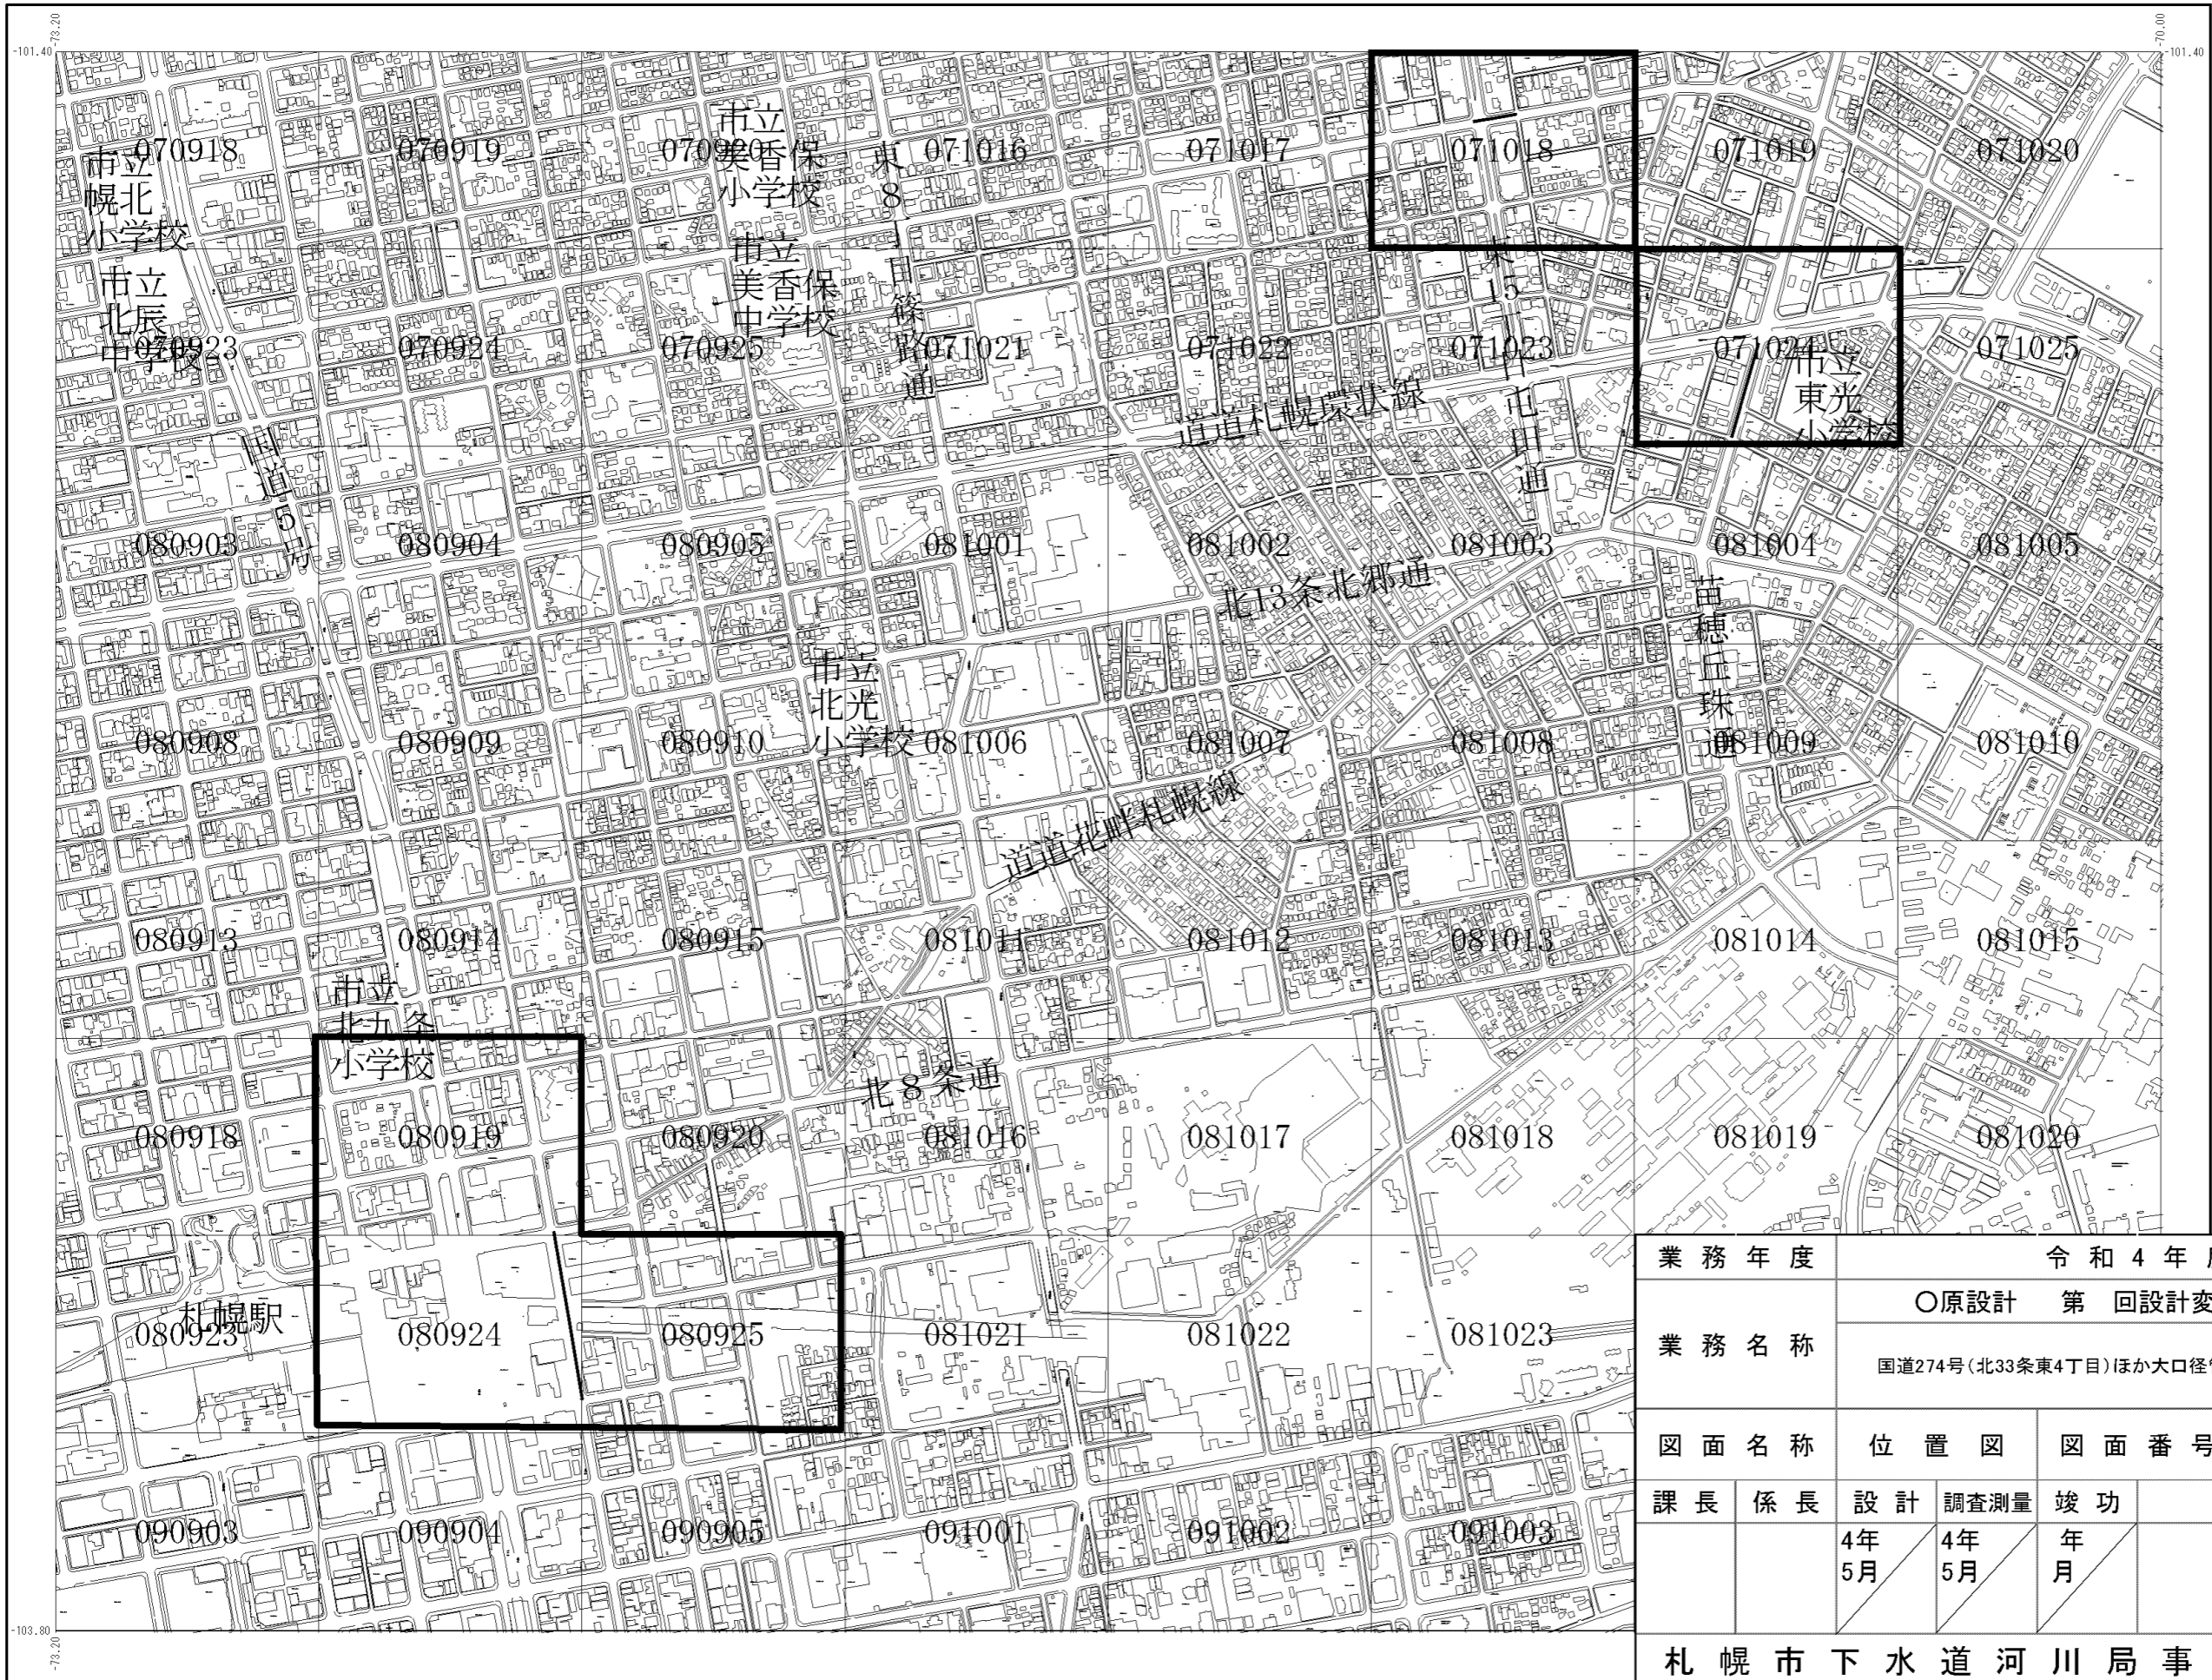 -73.20
-70.00
-101.40
-101.40
070918
070919
070920
071016
071017
071018
071019
071020
市立
幌北
小学校
市立
美香保
小学校
東8丁目篠路通
市立
北辰
中学校
市立
美香保
中学校
070923
070924
070925
071021
071022
071023
071024
071025
東15丁目屯田通
市立
東光
小学校
道道札幌環状線
国道5号
080903
080904
080905
081001
081002
081003
081004
081005
北13条北郷通
苗穂丘珠通
市立
北光
小学校
080908
080909
080910
081006
081007
081008
081009
081010
道道花畔札幌線
080913
080914
080915
081011
081012
081013
081014
081015
市立
北九条
小学校
北8条通
080918
080919
080920
081016
081017
081018
081019
081020
札幌駅
080923
080924
080925
081021
081022
081023
090903
090904
090905
091001
091002
091003
-103.80
-73.20
業務年度
令和4年
業務名称
〇原設計 第 回設計変
国道274号(北33条東4丁目)ほか大口径
図面名称 位置図 図面番号
課長 係長 設計 調査測量 竣功
4年 4年 年
5月 5月 月
札幌市下水道河川局事